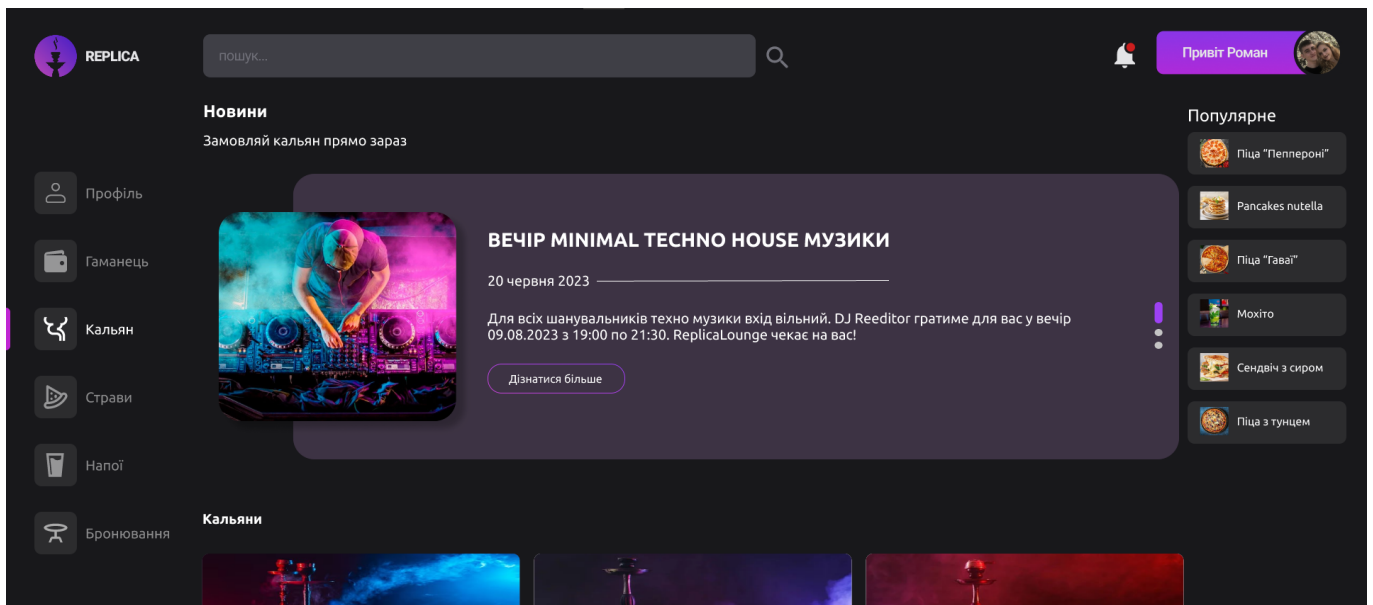 REPLICA
пошук...
Привіт Роман
Новини
Замовляй кальян прямо зараз
Профіль
Гаманець
Кальян
Страви
Напої
Бронювання
ВЕЧІР MINIMAL TECHNO HOUSE МУЗИКИ
20 червня 2023
Для всіх шанувальників техно музики вхід вільний. DJ Reeditor гратиме для вас у вечір
09.08.2023 з 19:00 по 21:30. ReplicaLounge чекає на вас!
Дізнатися більше
Популярне
Піца "Пеппероні"
Pancakes nutella
Піца "Гаваї"
Мохіто
Сендвіч з сиром
Піца з тунцем
Кальяни